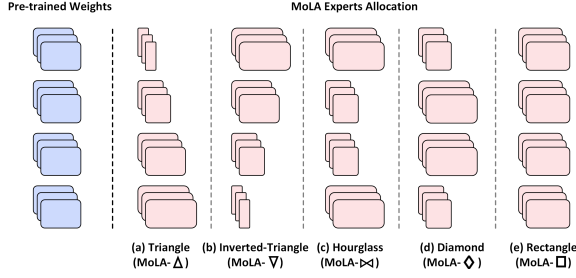 Pre-trained Weights
MoLA Experts Allocation
(a) Triangle (b) Inverted-Triangle (c) Hourglass (d) Diamond (e) Rectangle
(MoLA-△) (MoLA-▽) (MoLA-⋈) (MoLA-◇) (MoLA-□)